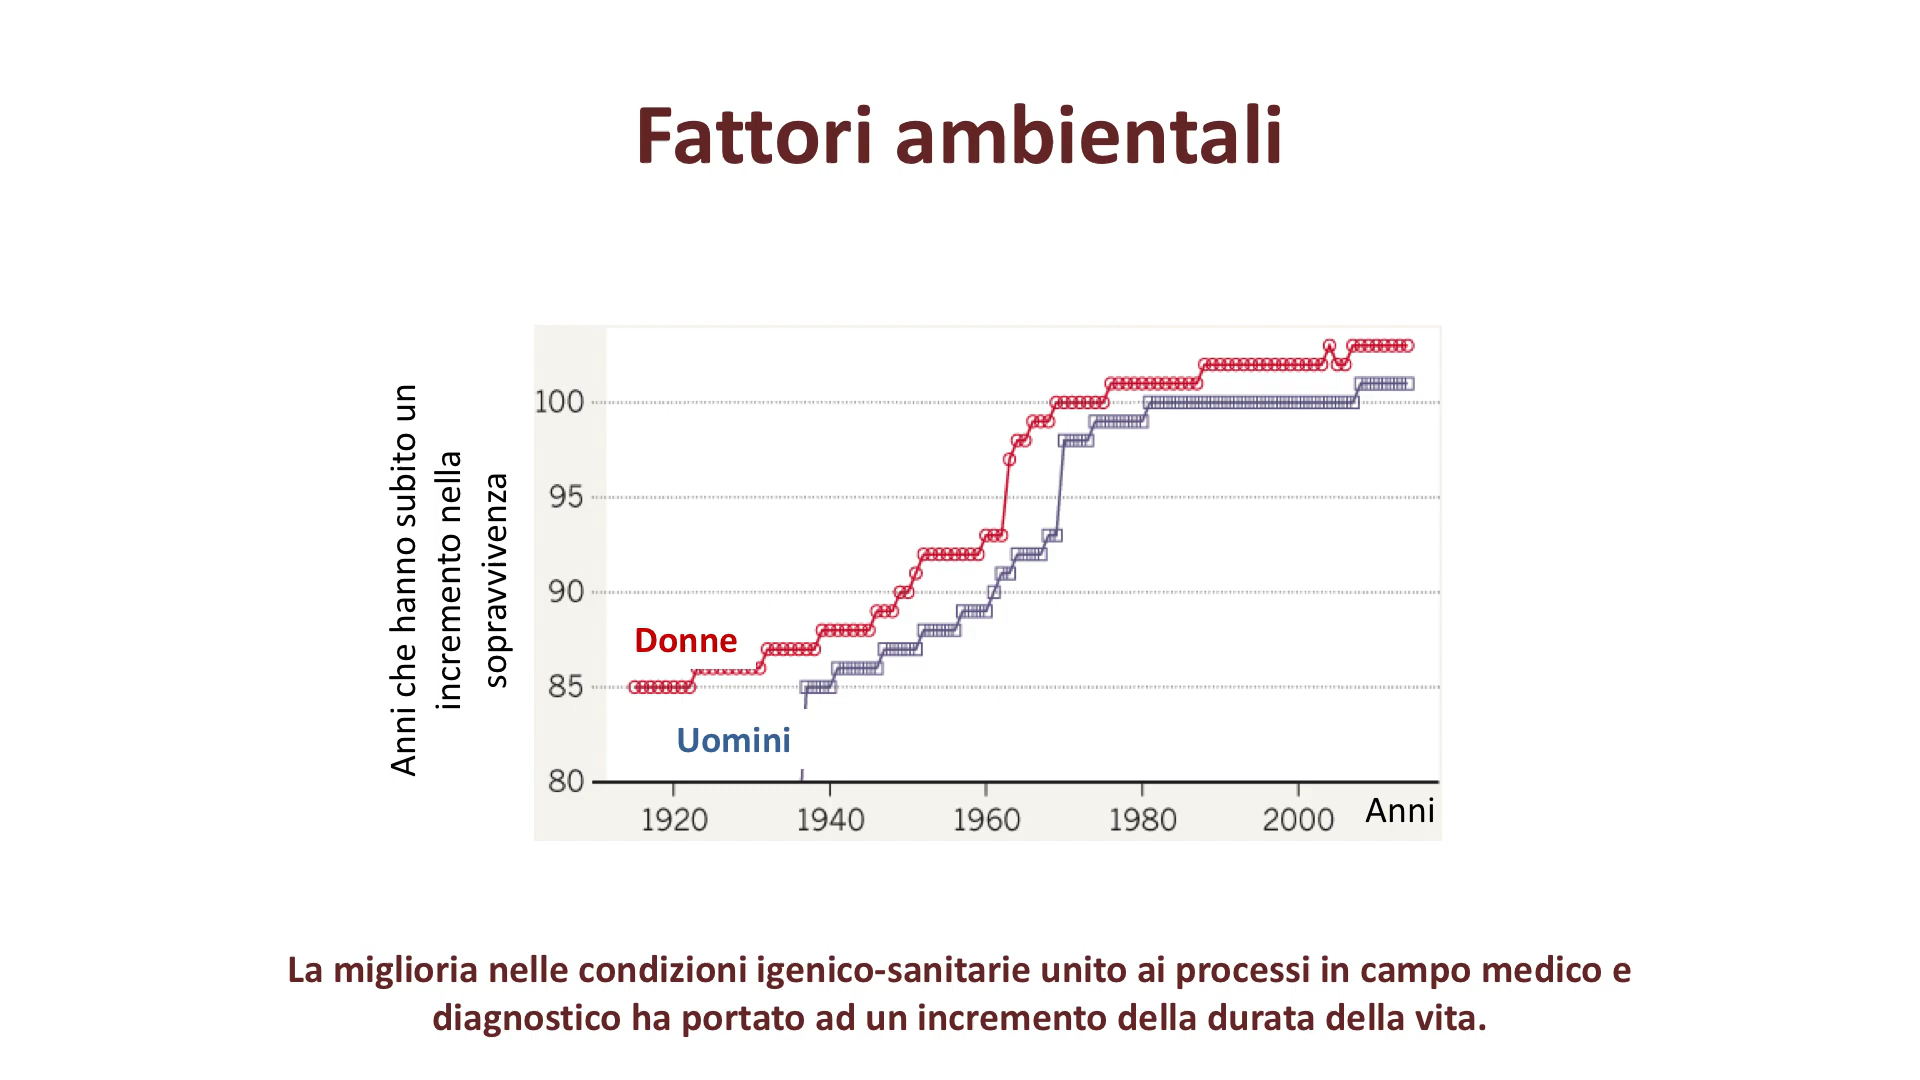 Fattori ambientali
Anni che hanno subito un
incremento nella
sopravvivenza
100
95
90
85
80
Donne
Uomini
1920
1940
1960
1980
2000
Anni
La miglioria nelle condizioni igenico-sanitarie unito ai processi in campo medico e
diagnostico ha portato ad un incremento della durata della vita.